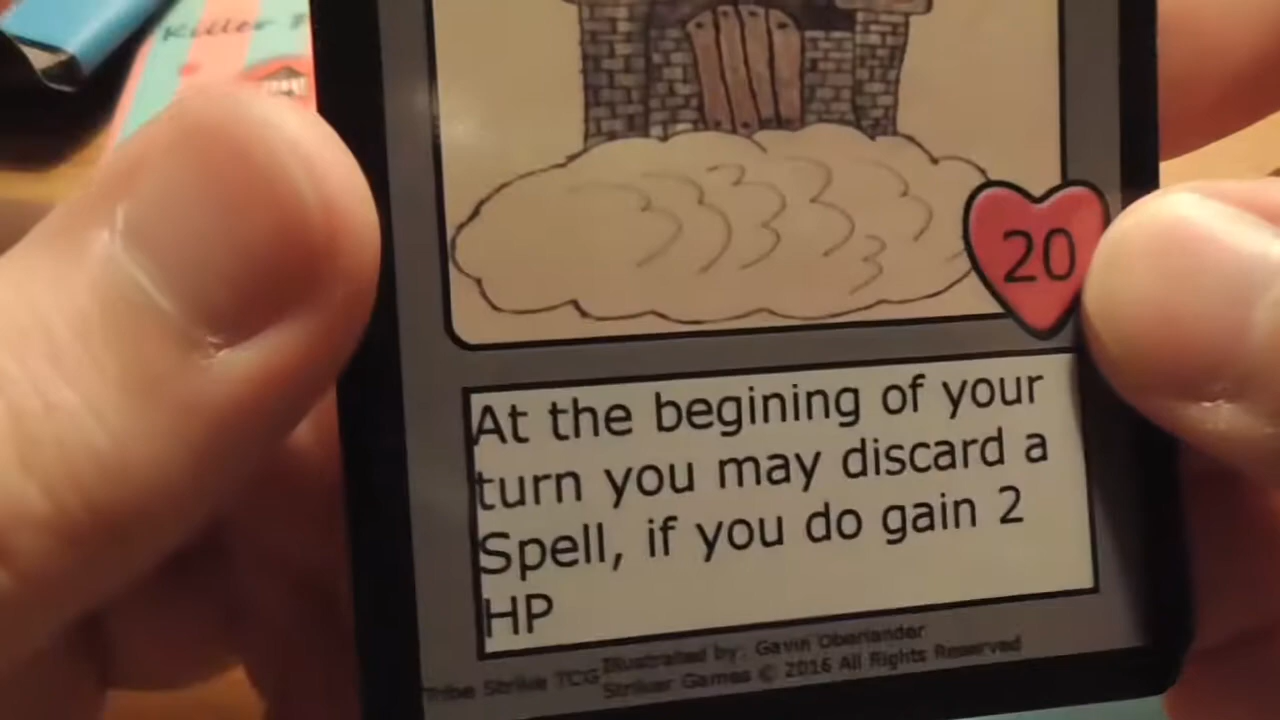 Killer
20
At the begining of your
turn you may discard a
Spell, if you do gain 2
HP
Tribe Strike TCG Illustrated by: Gavin Oberlander
Striker Games © 2016 All Rights Reserved